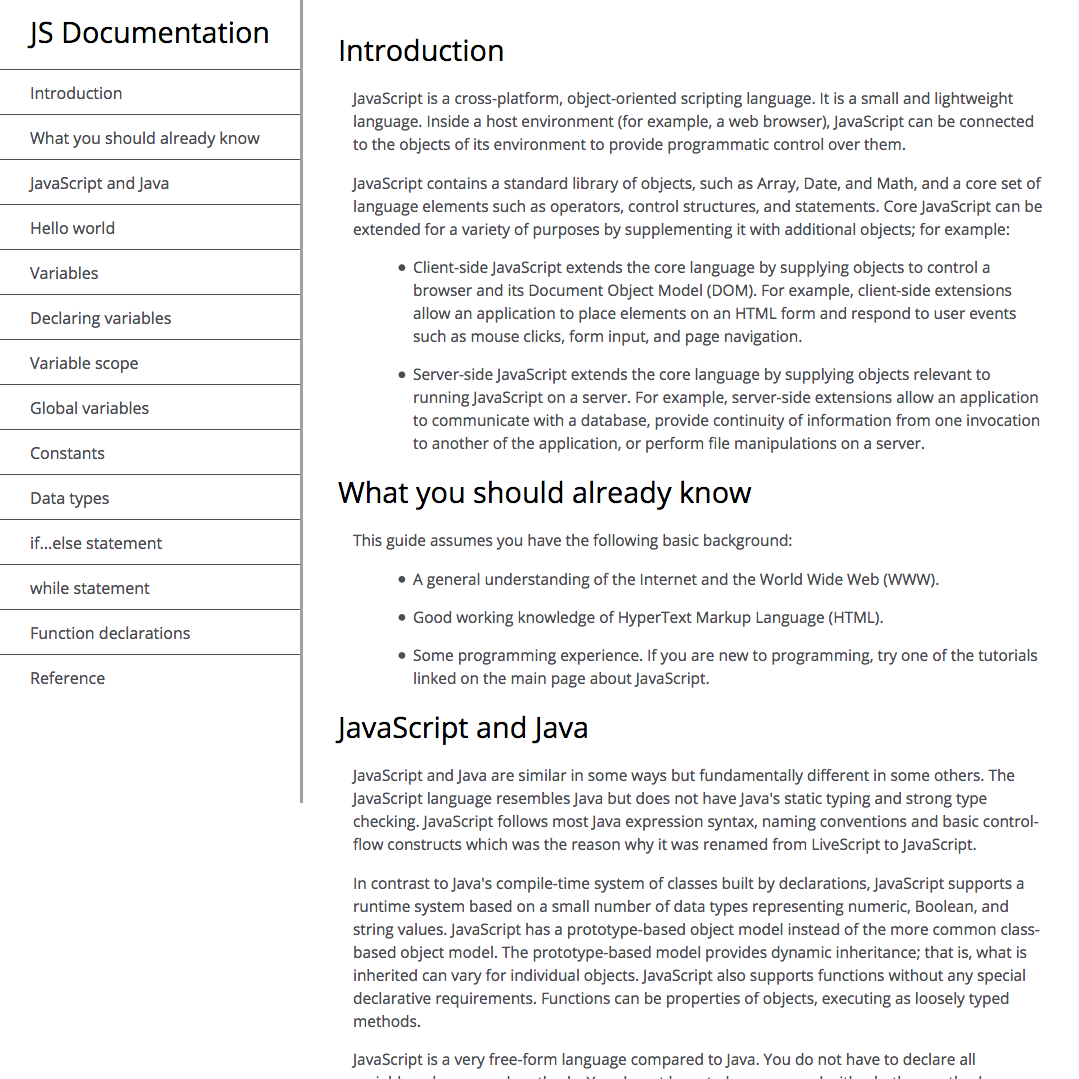 JS Documentation
Introduction
What you should already know
JavaScript and Java
Hello world
Variables
Declaring variables
Variable scope
Global variables
Constants
Data types
if...else statement
while statement
Function declarations
Reference
Introduction
JavaScript is a cross-platform, object-oriented scripting language. It is a small and lightweight
language. Inside a host environment (for example, a web browser), JavaScript can be connected
to the objects of its environment to provide programmatic control over them.
JavaScript contains a standard library of objects, such as Array, Date, and Math, and a core set of
language elements such as operators, control structures, and statements. Core JavaScript can be
extended for a variety of purposes by supplementing it with additional objects; for example:
• Client-side JavaScript extends the core language by supplying objects to control a
browser and its Document Object Model (DOM). For example, client-side extensions
allow an application to place elements on an HTML form and respond to user events
such as mouse clicks, form input, and page navigation.
• Server-side JavaScript extends the core language by supplying objects relevant to
running JavaScript on a server. For example, server-side extensions allow an application
to communicate with a database, provide continuity of information from one invocation
to another of the application, or perform file manipulations on a server.
What you should already know
This guide assumes you have the following basic background:
• A general understanding of the Internet and the World Wide Web (WWW).
• Good working knowledge of HyperText Markup Language (HTML).
• Some programming experience. If you are new to programming, try one of the tutorials
linked on the main page about JavaScript.
JavaScript and Java
JavaScript and Java are similar in some ways but fundamentally different in some others. The
JavaScript language resembles Java but does not have Java's static typing and strong type
checking. JavaScript follows most Java expression syntax, naming conventions and basic control-
flow constructs which was the reason why it was renamed from LiveScript to JavaScript.
In contrast to Java's compile-time system of classes built by declarations, JavaScript supports a
runtime system based on a small number of data types representing numeric, Boolean, and
string values. JavaScript has a prototype-based object model instead of the more common class-
based object model. The prototype-based model provides dynamic inheritance; that is, what is
inherited can vary for individual objects. JavaScript also supports functions without any special
declarative requirements. Functions can be properties of objects, executing as loosely typed
methods.
JavaScript is a very free-form language compared to Java. You do not have to declare all